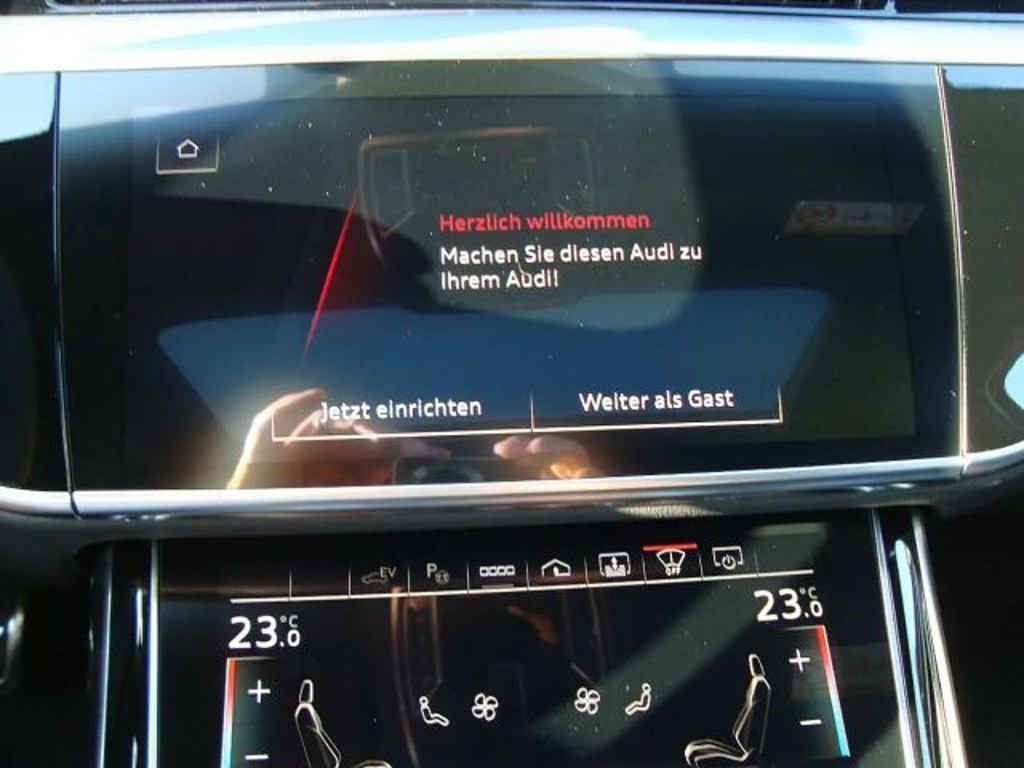 Herzlich willkommen
Machen Sie diesen Audi zu
Ihrem Audi!
Jetzt einrichten
Weiter als Gast
EV
P
OFF
23.0 °C
23.0 °C
+
+
−
−